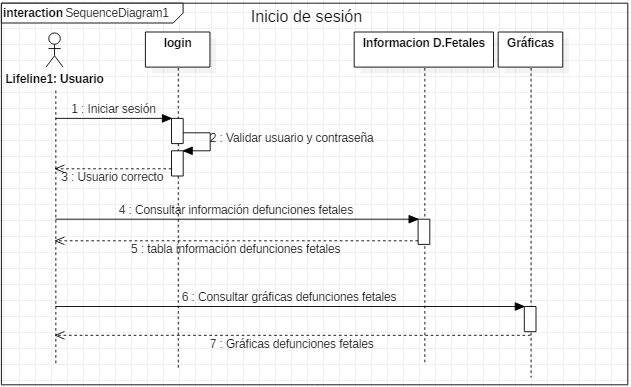 interaction SequenceDiagram1
Inicio de sesión
Lifeline1: Usuario
login
Informacion D.Fetales
Gráficas
1 : Iniciar sesión
2 : Validar usuario y contraseña
3 : Usuario correcto
4 : Consultar información defunciones fetales
5 : tabla información defunciones fetales
6 : Consultar gráficas defunciones fetales
7 : Gráficas defunciones fetales